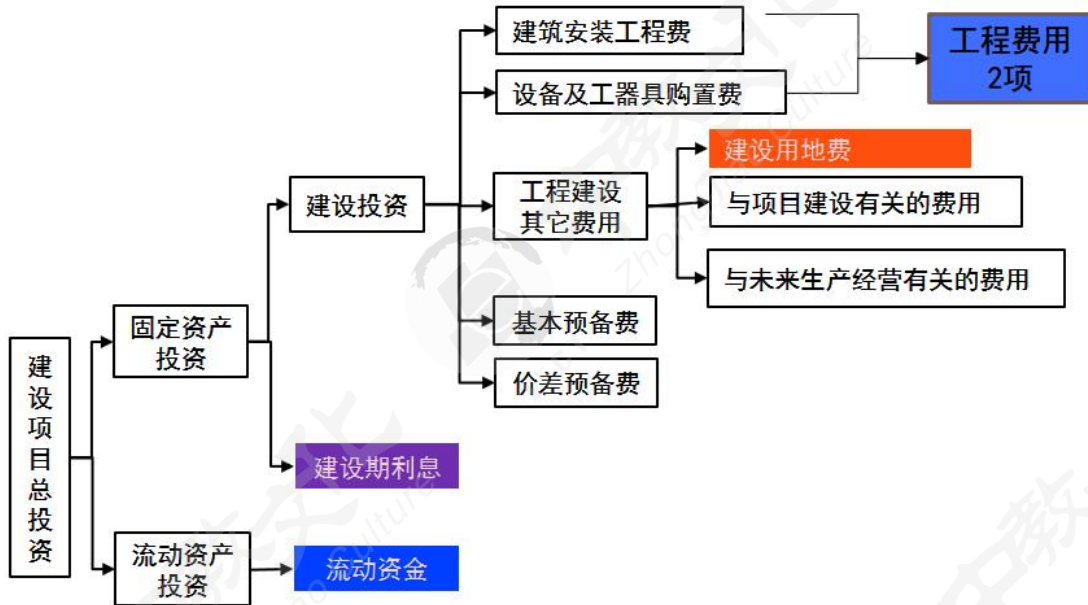 建筑安装工程费
设备及工器具购置费
工程费用
2项
建设用地费
工程建设
其它费用
与项目建设有关的费用
与未来生产经营有关的费用
建设投资
基本预备费
价差预备费
固定资产
投资
建设项目总投资
建设期利息
流动资产
投资
流动资金
Zhongjiao Culture